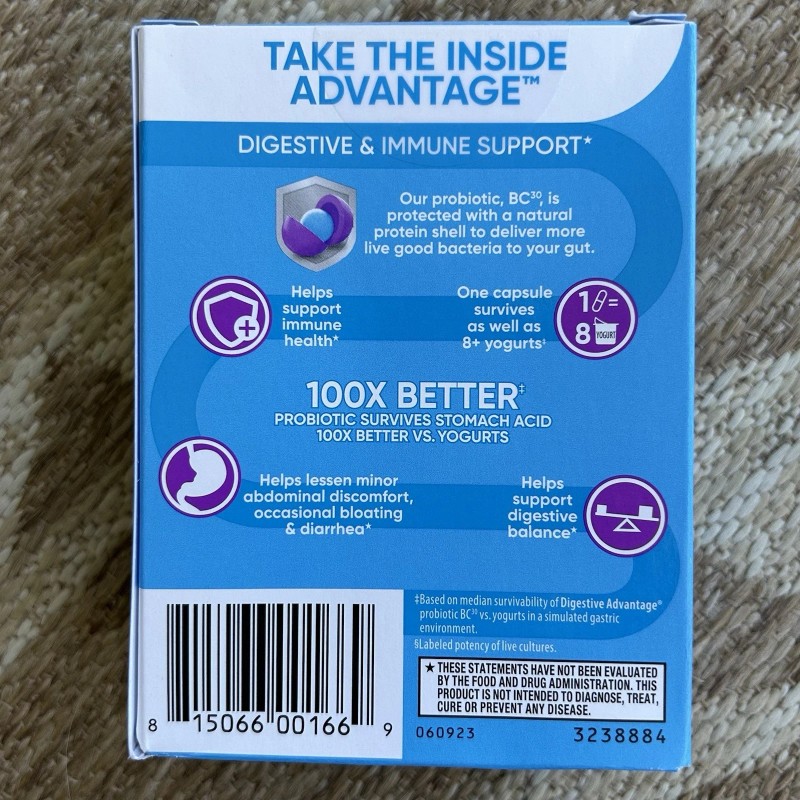 TAKE THE INSIDE
ADVANTAGE™
DIGESTIVE & IMMUNE SUPPORT*
Our probiotic, BC³⁰, is
protected with a natural
protein shell to deliver more
live good bacteria to your gut.
Helps
support
immune
health*
One capsule
survives
as well as
8+ yogurts‡
1 =
8 YOGURT
100X BETTER‡
PROBIOTIC SURVIVES STOMACH ACID
100X BETTER VS. YOGURTS
Helps lessen minor
abdominal discomfort,
occasional bloating
& diarrhea*
Helps
support
digestive
balance*
‡Based on median survivability of Digestive Advantage®
probiotic BC³⁰ vs. yogurts in a simulated gastric
environment.
§Labeled potency of live cultures.
★ THESE STATEMENTS HAVE NOT BEEN EVALUATED
BY THE FOOD AND DRUG ADMINISTRATION. THIS
PRODUCT IS NOT INTENDED TO DIAGNOSE, TREAT,
CURE OR PREVENT ANY DISEASE.
8 15066 00166 9
060923
3238884